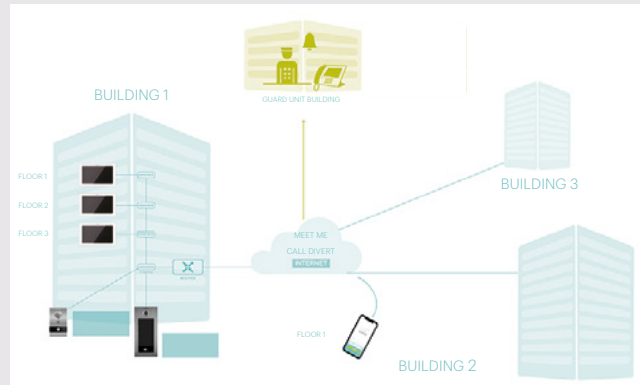 GUARD UNIT BUILDING
BUILDING 1
FLOOR 1
FLOOR 2
FLOOR 3
BUILDING 3
MEET ME
CALL DIVERT
INTERNET
FLOOR 1
BUILDING 2